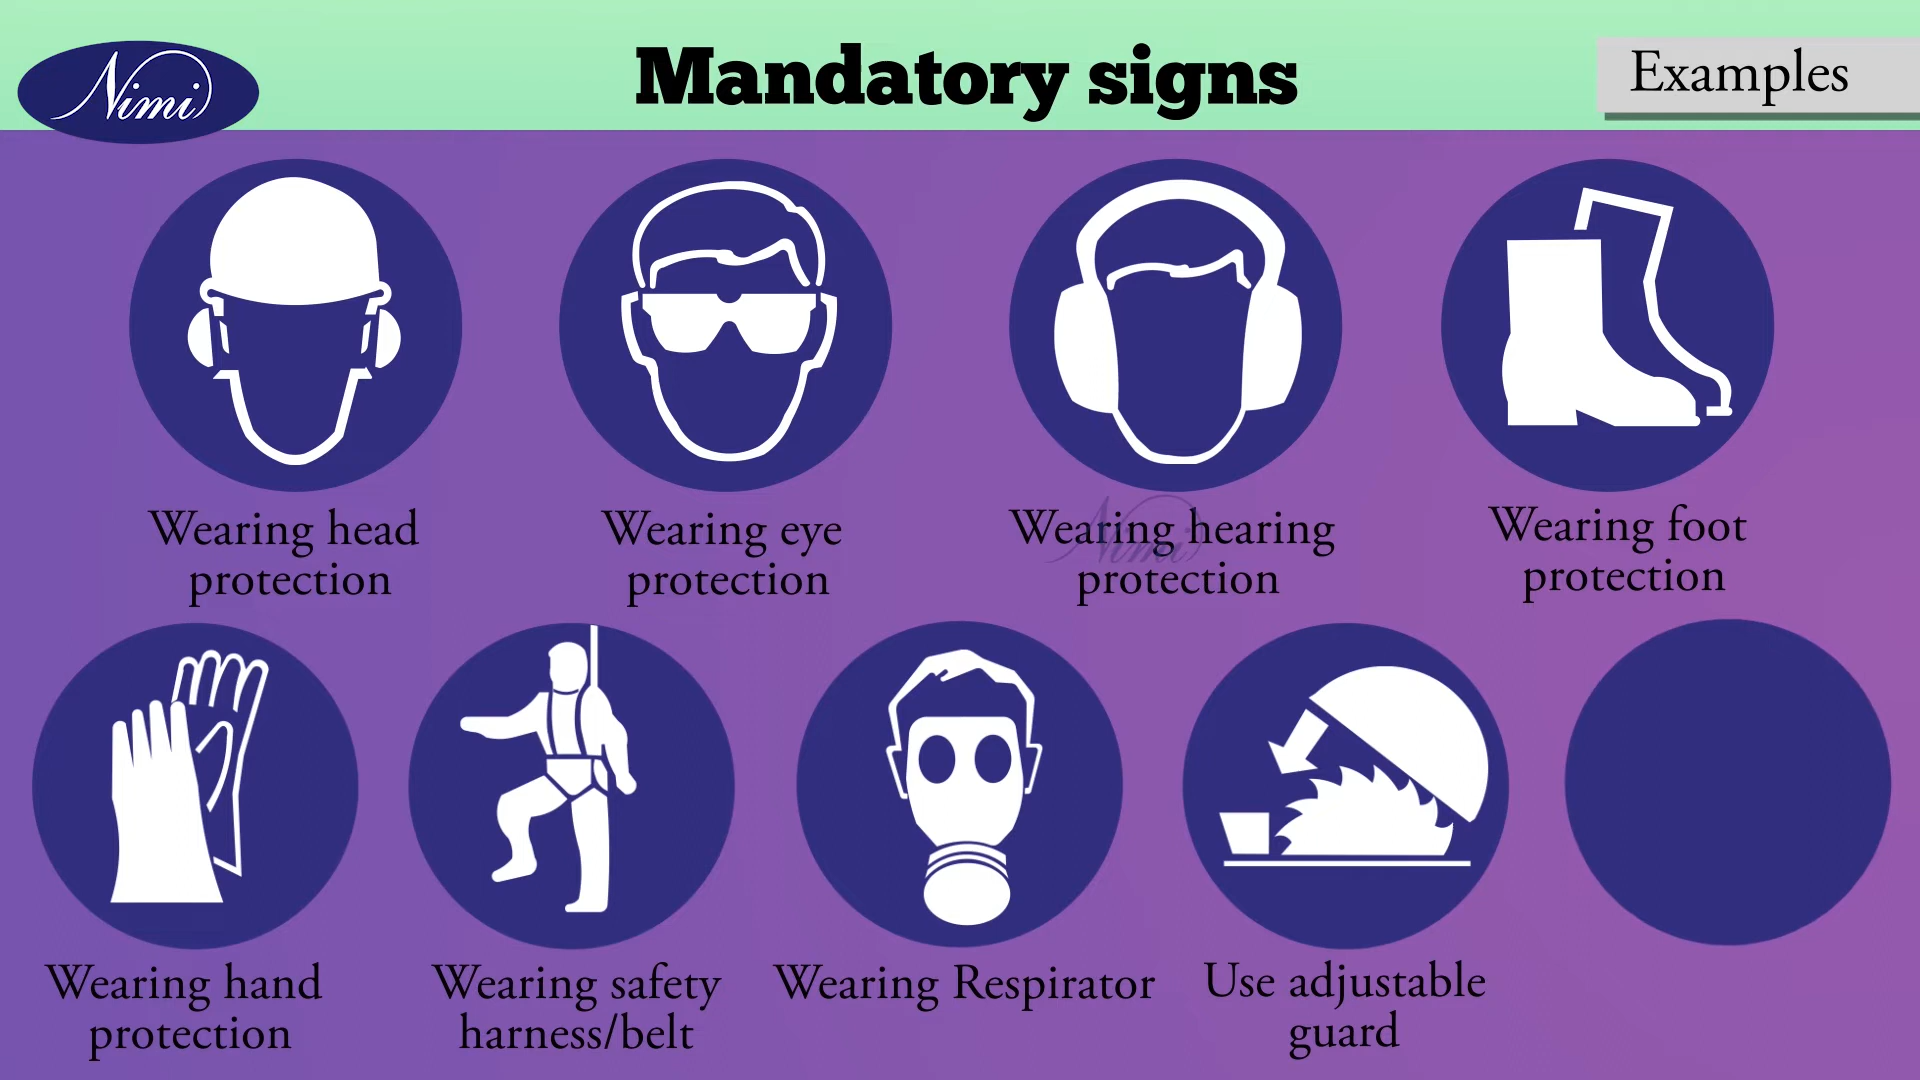 Nimi
Mandatory signs
Examples
Wearing head
protection
Wearing eye
protection
Wearing hearing
protection
Wearing foot
protection
Nimi
Wearing hand
protection
Wearing safety
harness/belt
Wearing Respirator
Use adjustable
guard